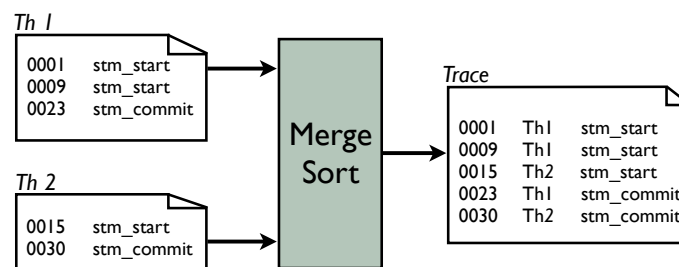 Th 1
0001 stm_start
0009 stm_start
0023 stm_commit
Th 2
0015 stm_start
0030 stm_commit
Merge
Sort
Trace
0001 Th1 stm_start
0009 Th1 stm_start
0015 Th2 stm_start
0023 Th1 stm_commit
0030 Th2 stm_commit